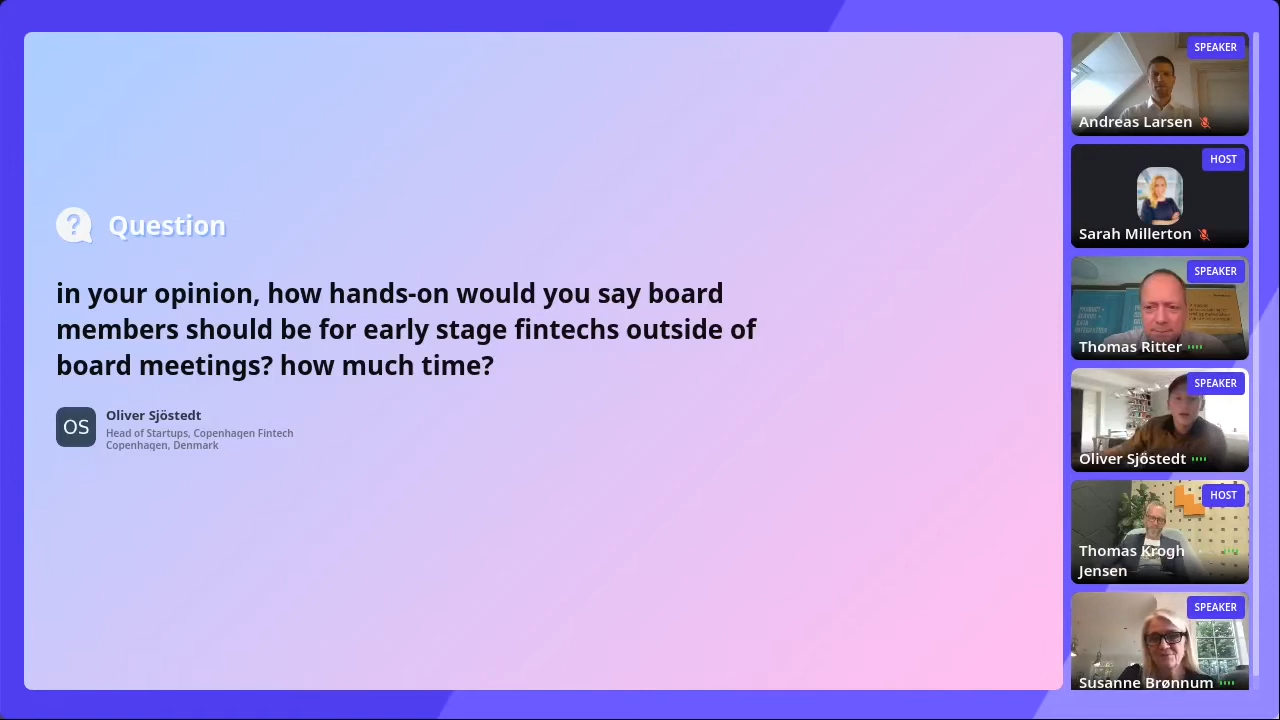 Question
in your opinion, how hands-on would you say board
members should be for early stage fintechs outside of
board meetings? how much time?
OS
Oliver Sjöstedt
Head of Startups, Copenhagen Fintech
Copenhagen, Denmark
SPEAKER
Andreas Larsen
HOST
Sarah Millerton
SPEAKER
Thomas Ritter
SPEAKER
Oliver Sjöstedt
HOST
Thomas Krogh
Jensen
SPEAKER
Susanne Brønnum